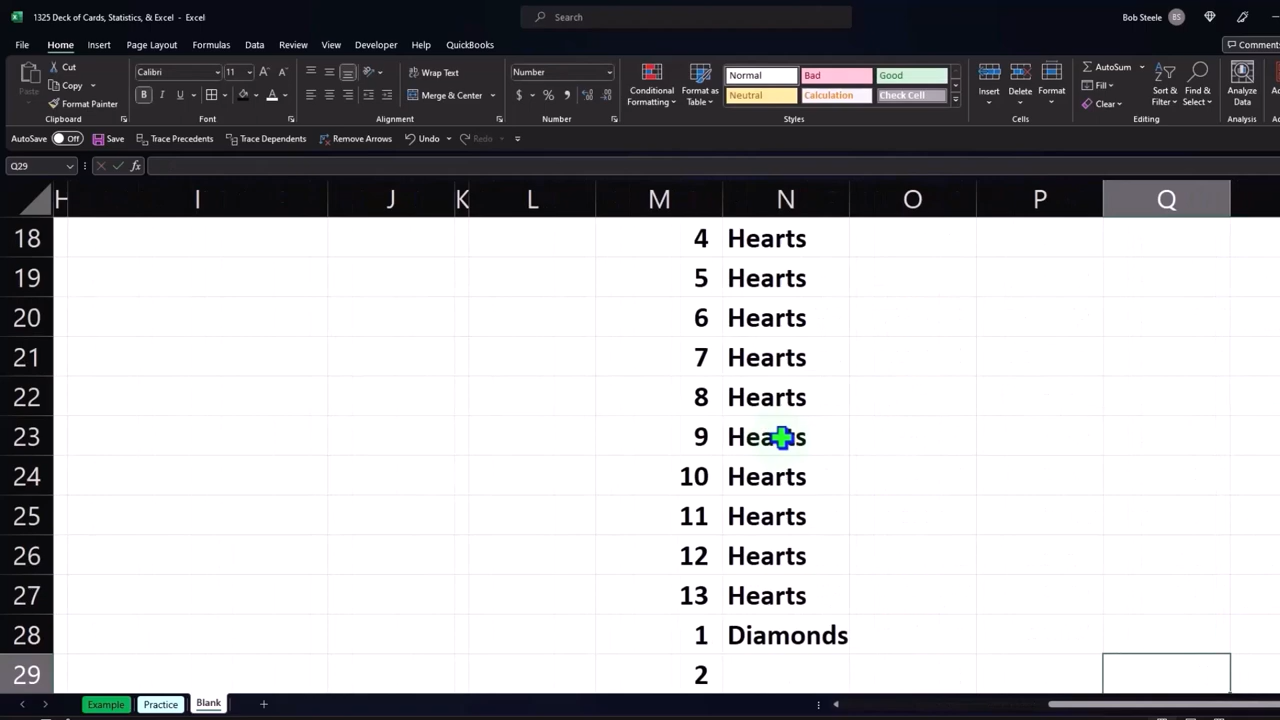 1325 Deck of Cards, Statistics, & Excel - Excel
Search
Bob Steele BS
File Home Insert Page Layout Formulas Data Review View Developer Help QuickBooks
Comments
Paste
Cut
Copy
Format Painter
Clipboard
Calibri 11
B I U
Font
Wrap Text
Merge & Center
Alignment
Number
Number
Conditional Formatting
Format as Table
Normal Bad Good
Neutral Calculation Check Cell
Styles
Insert Delete Format
Cells
AutoSum
Fill
Clear
Sort & Filter
Find & Select
Editing
Analyze Data
Analysis
AutoSave Off Save Trace Precedents Trace Dependents Remove Arrows Undo Redo
Q29 fx
H I J K L M N O P Q
18 4 Hearts
19 5 Hearts
20 6 Hearts
21 7 Hearts
22 8 Hearts
23 9 Hearts
24 10 Hearts
25 11 Hearts
26 12 Hearts
27 13 Hearts
28 1 Diamonds
29 2
Example Practice Blank